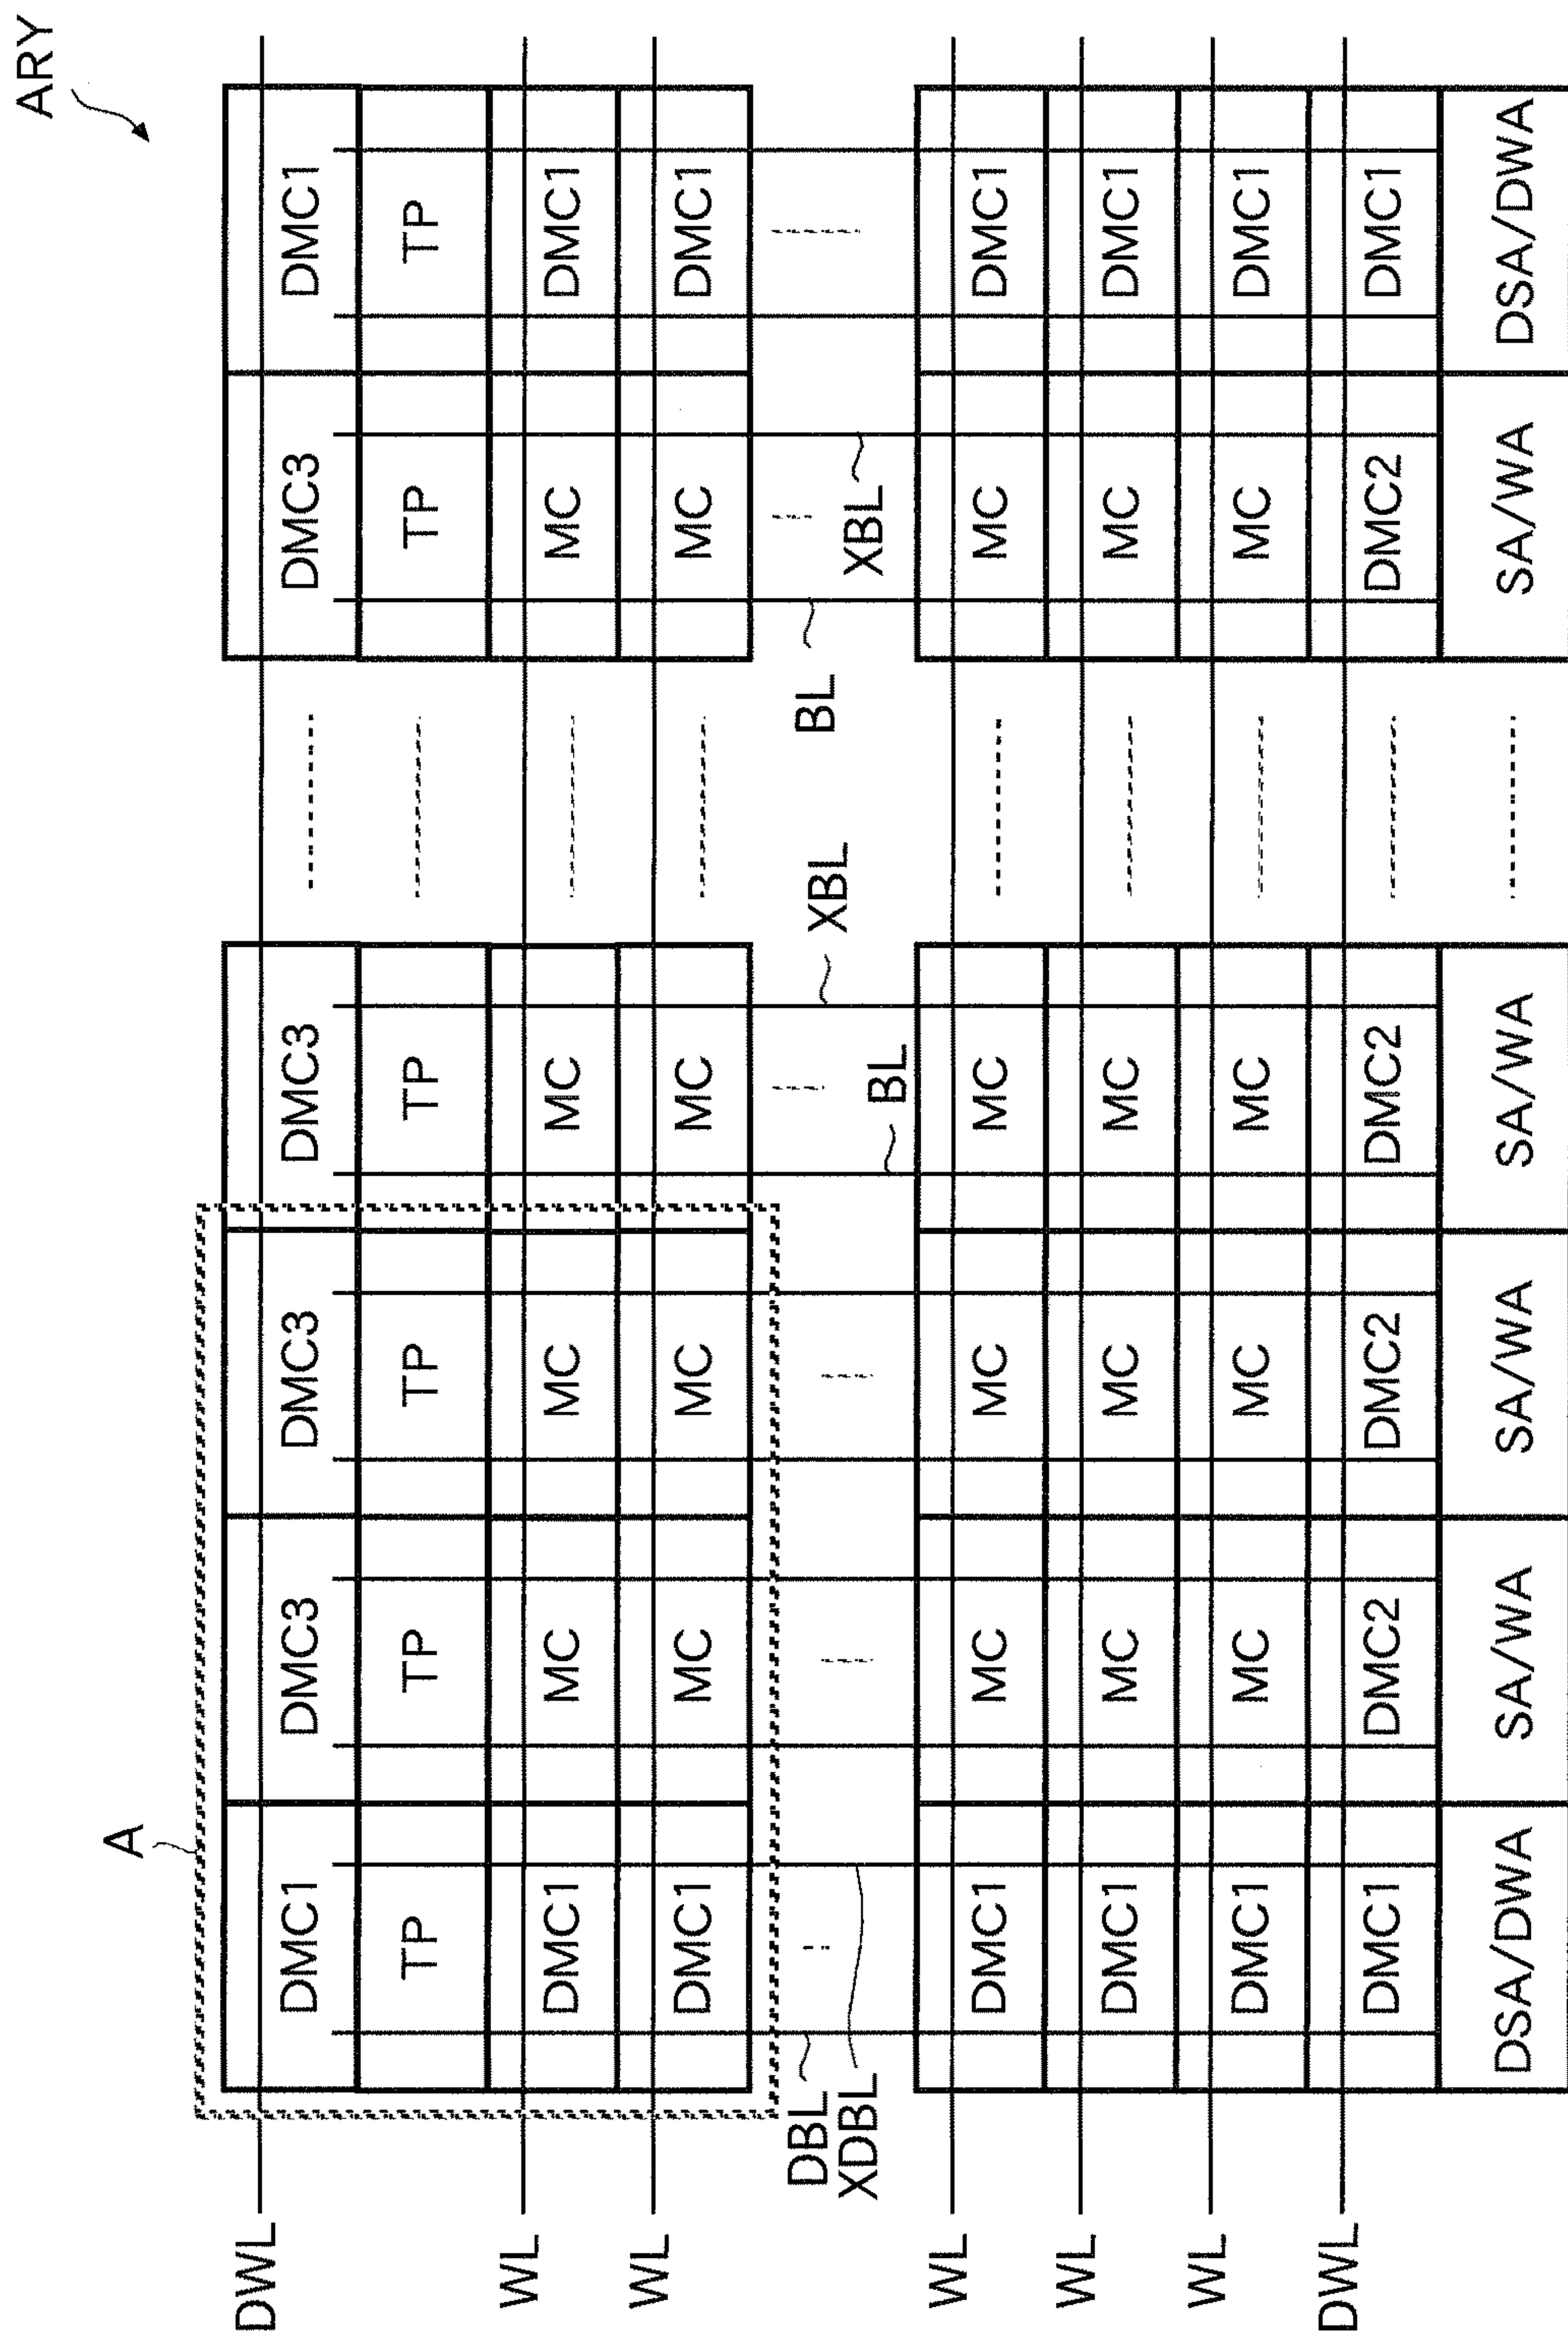 ARY
A
DWL DMC1 DMC3 DMC3 DMC3 DMC3 DMC1
TP TP TP TP TP TP
WL DMC1 MC MC MC MC DMC1
WL DMC1 MC MC MC MC DMC1
DBL XBL BL
XDBL BL XBL
WL DMC1 MC MC MC MC DMC1
WL DMC1 MC MC MC MC DMC1
WL DMC1 MC MC MC MC DMC1
DWL DMC1 DMC2 DMC2 DMC2 DMC2 DMC1
DSA/DWA SA/WA SA/WA SA/WA SA/WA DSA/DWA